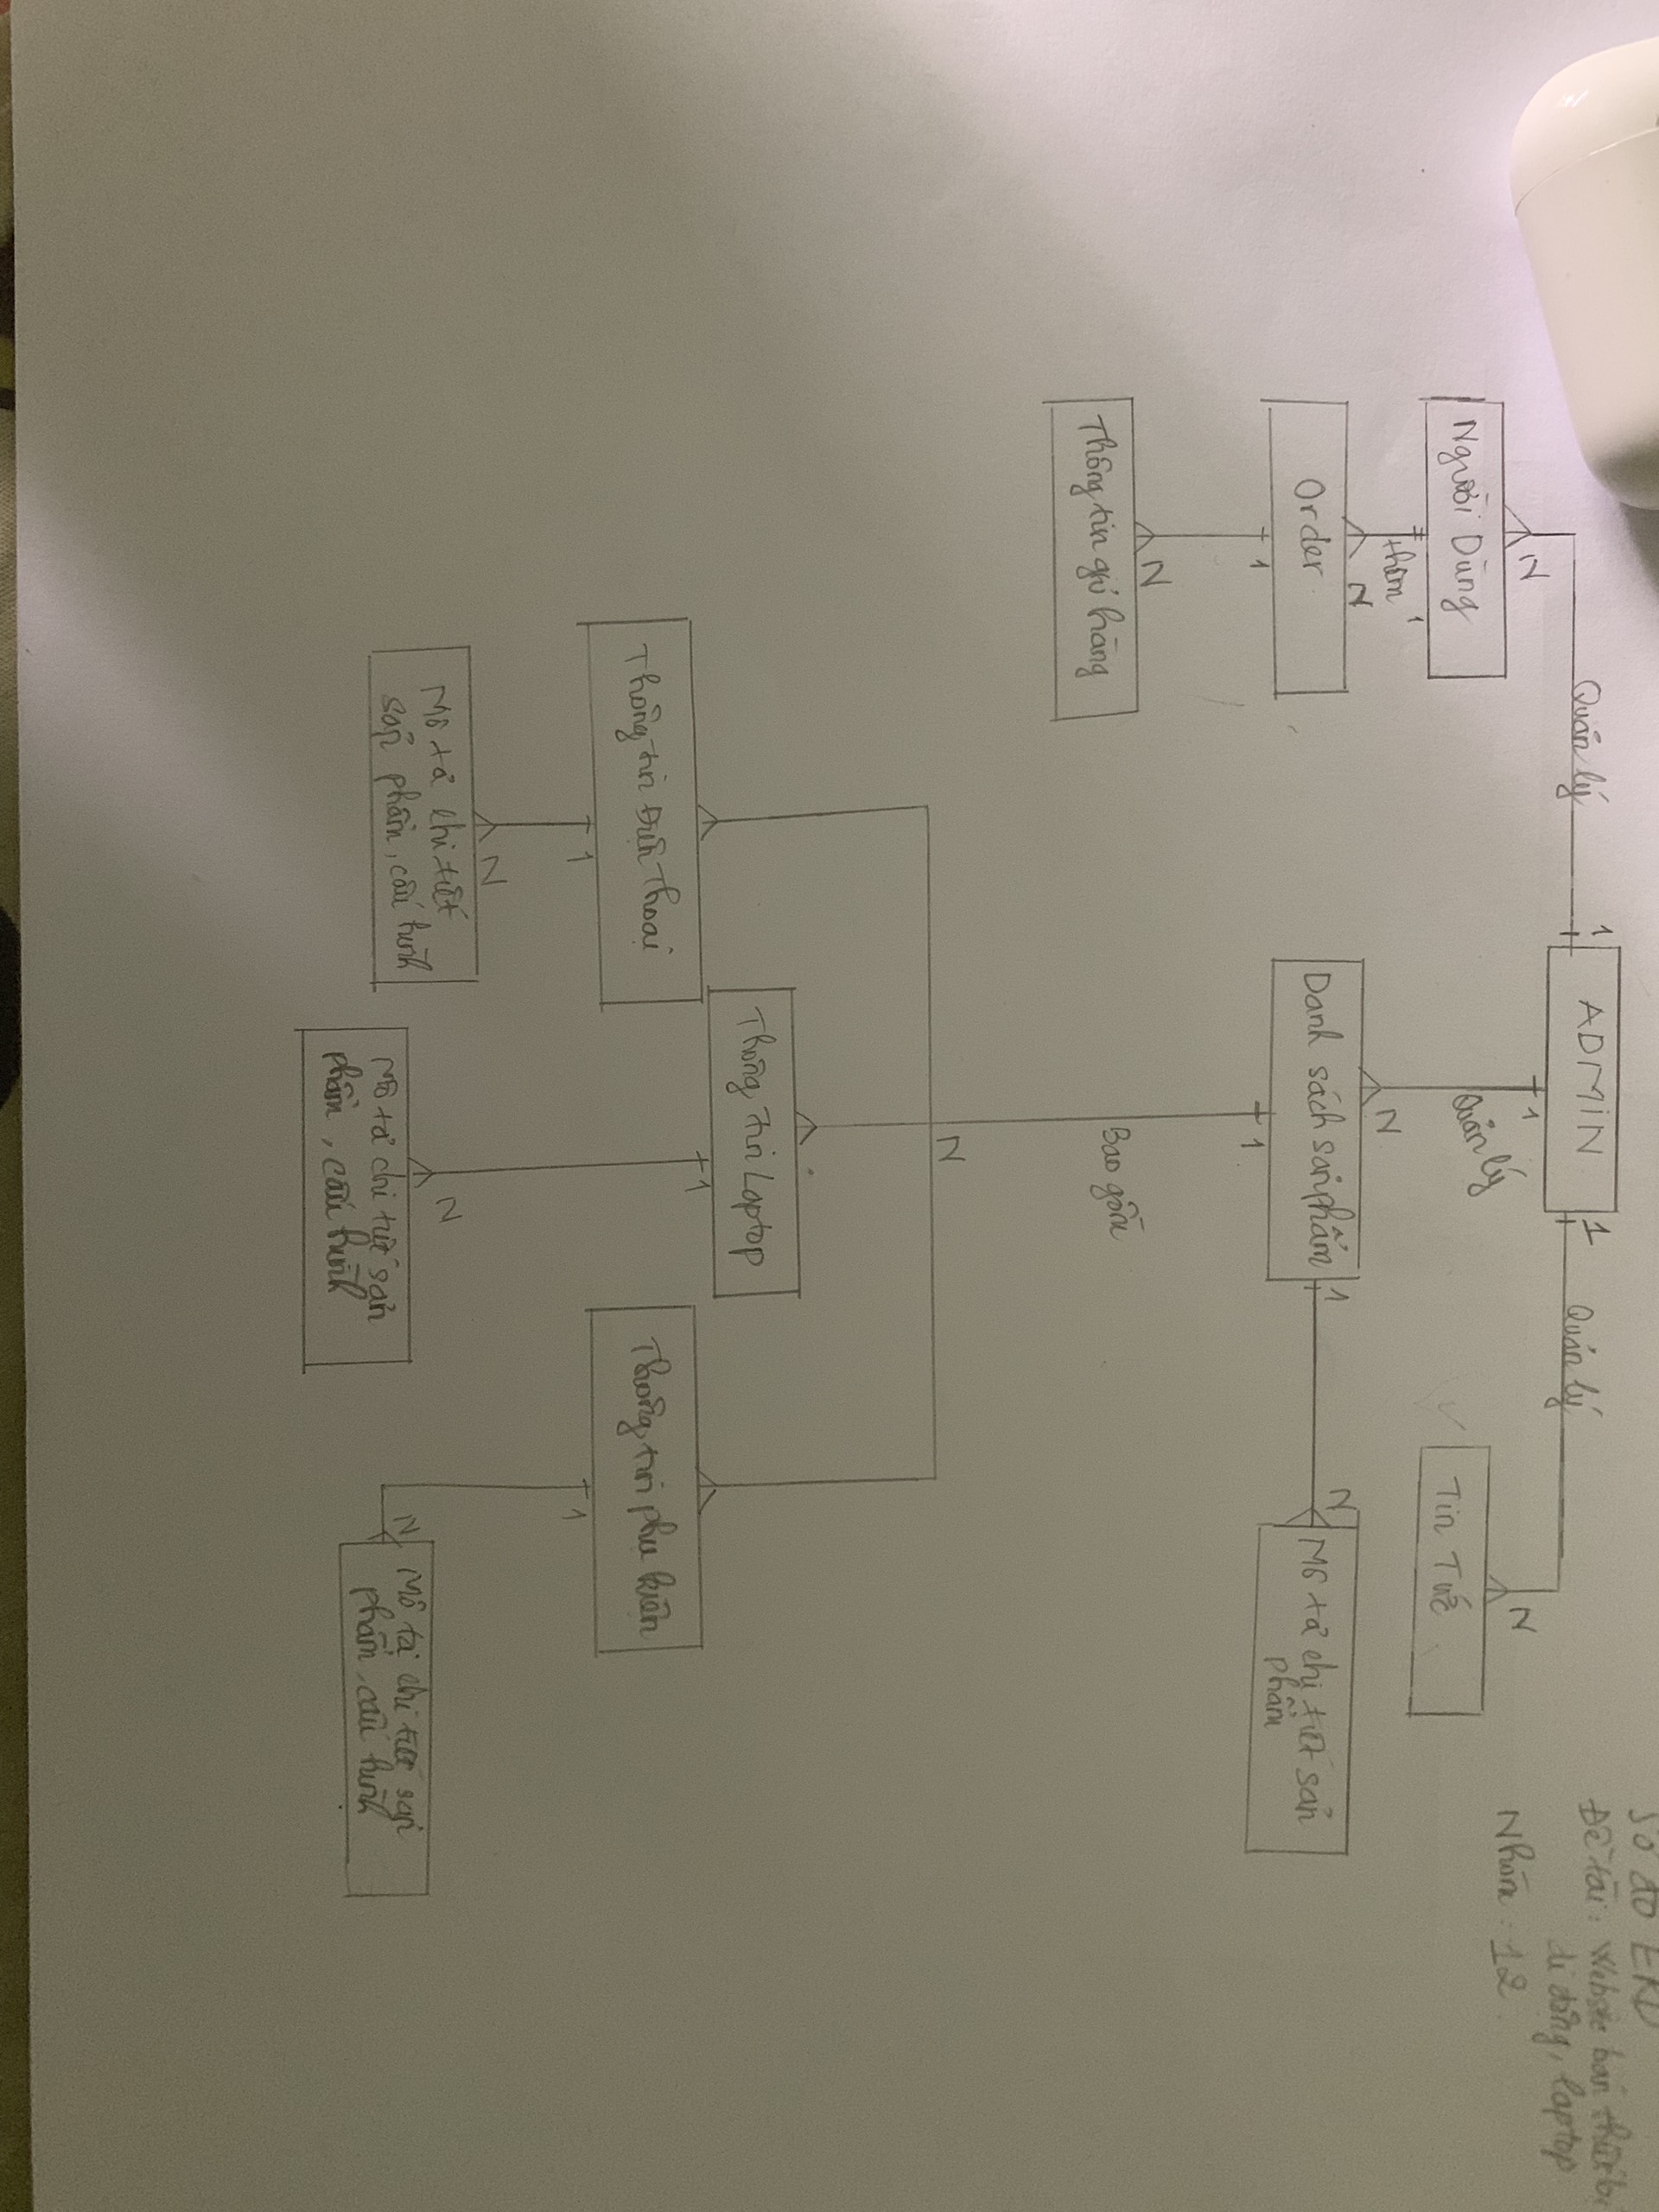 Sơ đồ ERD
Đề tài: Website bán thiết bị
di động, laptop
Nhóm: 12
ADMIN
1
Quản lý
N
1
Quản lý
N
1
Quản lý
N
Người Dùng
1
thêm
N
Order
1
N
Thông tin gửi hàng
Tin Tức
Danh sách sản phẩm
1
N
Mô tả chi tiết sản
phẩm
1
Bao gồm
N
Thông tin Laptop
1
Thông tin Điện Thoại
1
Thông tin phụ kiện
1
N
Mô tả chi tiết
sản phẩm, cấu hình
N
Mô tả chi tiết sản
phẩm, cấu hình
N
Mô tả chi tiết sản
phẩm, cấu hình